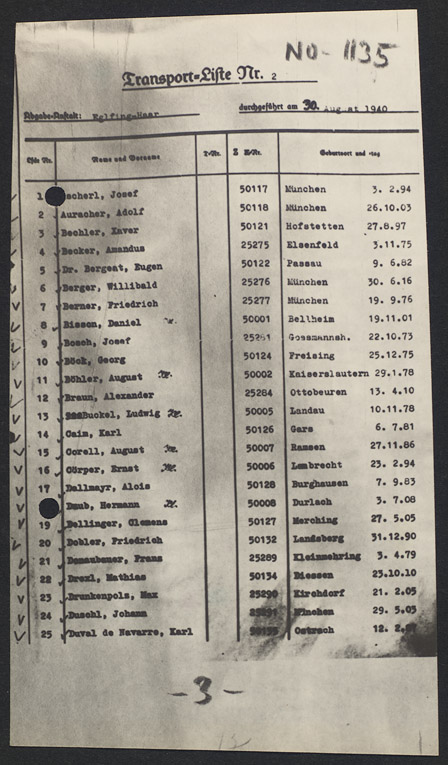 NO-1135
Transport=Liste Nr. 2
Abgabe=Anstalt: Eglfing-Haar durchgeführt am 30. August 1940
Lfde Nr. Name und Vorname Z Geburtsort und -tag
1 scherl, Josef 50117 München 3. 2.94
2 Auracher, Adolf 50118 München 26.10.03
3 Bechler, Xaver 50121 Hofstetten 27.8.97
4 Becker, Amandus 25275 Elsenfeld 3.11.75
5 Dr. Bergeat, Eugen 50122 Passau 9. 6.82
6 Berger, Willibald 25276 München 30. 6.16
7 Berner, Friedrich 25277 München 19. 9.76
8 Bisson, Daniel 50001 Bellheim 19.11.01
9 Bosch, Josef 25281 Gossmannsh. 22.10.73
10 Böck, Georg 50124 Freising 25.12.75
11 Böhler, August 50002 Kaiserslautern 29.1.78
12 Braun, Alexander 25284 Ottobeuren 13. 4.10
13 Buckel, Ludwig 50005 Landau 10.11.78
14 Caim, Karl 50126 Gars 6. 7.81
15 Corell, August 50007 Ramsen 27.11.86
16 Cörper, Ernst 50006 Lambrecht 23. 2.94
17 Dallmayr, Alois 50128 Burghausen 7. 9.83
Daub, Hermann 50008 Durlach 3. 7.08
19 Dellinger, Clemens 50127 Merching 27. 5.05
20 Dobler, Friedrich 50132 Landsberg 31.12.90
21 Franz 25289 Kleinmehring 3. 4.79
22 Drexl, Mathias 50134 Diessen 23.10.10
23 Drunkenpolz, Max 25290 Kirchdorf 21. 2.05
24 Duschl, Johann 25291 München 29. 5.03
25 Duval de Navarre, Karl Ostrach 12. 2.
-3-